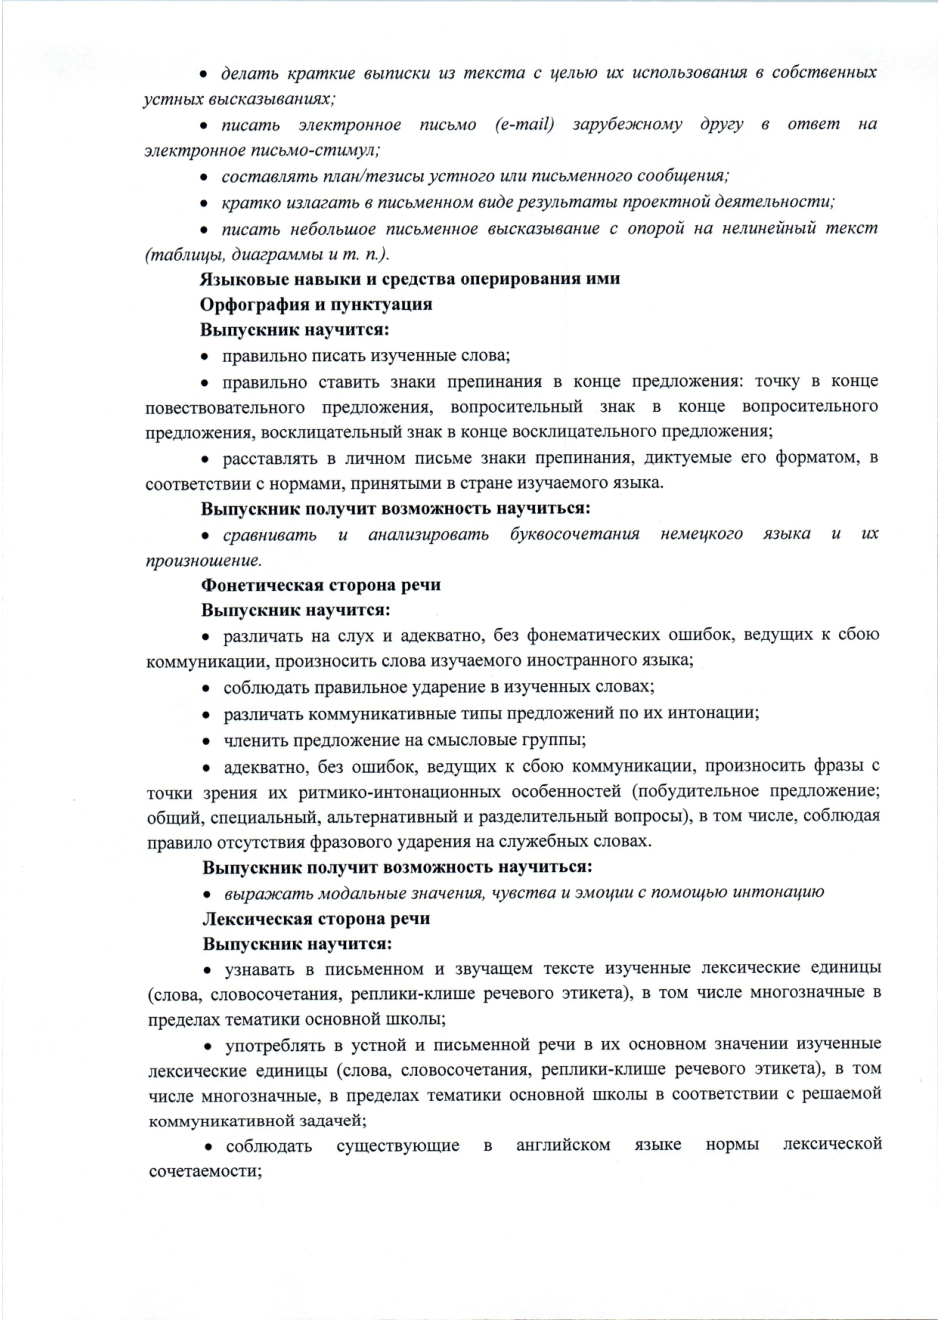 • делать краткие выписки из текста с целью их использования в собственных
устных высказываниях;
• писать электронное письмо (e-mail) зарубежному другу в ответ на
электронное письмо-стимул;
• составлять план/тезисы устного или письменного сообщения;
• кратко излагать в письменном виде результаты проектной деятельности;
• писать небольшое письменное высказывание с опорой на нелинейный текст
(таблицы, диаграммы и т. п.).
Языковые навыки и средства оперирования ими
Орфография и пунктуация
Выпускник научится:
• правильно писать изученные слова;
• правильно ставить знаки препинания в конце предложения: точку в конце
повествовательного предложения, вопросительный знак в конце вопросительного
предложения, восклицательный знак в конце восклицательного предложения;
• расставлять в личном письме знаки препинания, диктуемые его форматом, в
соответствии с нормами, принятыми в стране изучаемого языка.
Выпускник получит возможность научиться:
• сравнивать и анализировать буквосочетания немецкого языка и их
произношение.
Фонетическая сторона речи
Выпускник научится:
• различать на слух и адекватно, без фонематических ошибок, ведущих к сбою
коммуникации, произносить слова изучаемого иностранного языка;
• соблюдать правильное ударение в изученных словах;
• различать коммуникативные типы предложений по их интонации;
• членить предложение на смысловые группы;
• адекватно, без ошибок, ведущих к сбою коммуникации, произносить фразы с
точки зрения их ритмико-интонационных особенностей (побудительное предложение;
общий, специальный, альтернативный и разделительный вопросы), в том числе, соблюдая
правило отсутствия фразового ударения на служебных словах.
Выпускник получит возможность научиться:
• выражать модальные значения, чувства и эмоции с помощью интонацию
Лексическая сторона речи
Выпускник научится:
• узнавать в письменном и звучащем тексте изученные лексические единицы
(слова, словосочетания, реплики-клише речевого этикета), в том числе многозначные в
пределах тематики основной школы;
• употреблять в устной и письменной речи в их основном значении изученные
лексические единицы (слова, словосочетания, реплики-клише речевого этикета), в том
числе многозначные, в пределах тематики основной школы в соответствии с решаемой
коммуникативной задачей;
• соблюдать существующие в английском языке нормы лексической
сочетаемости;